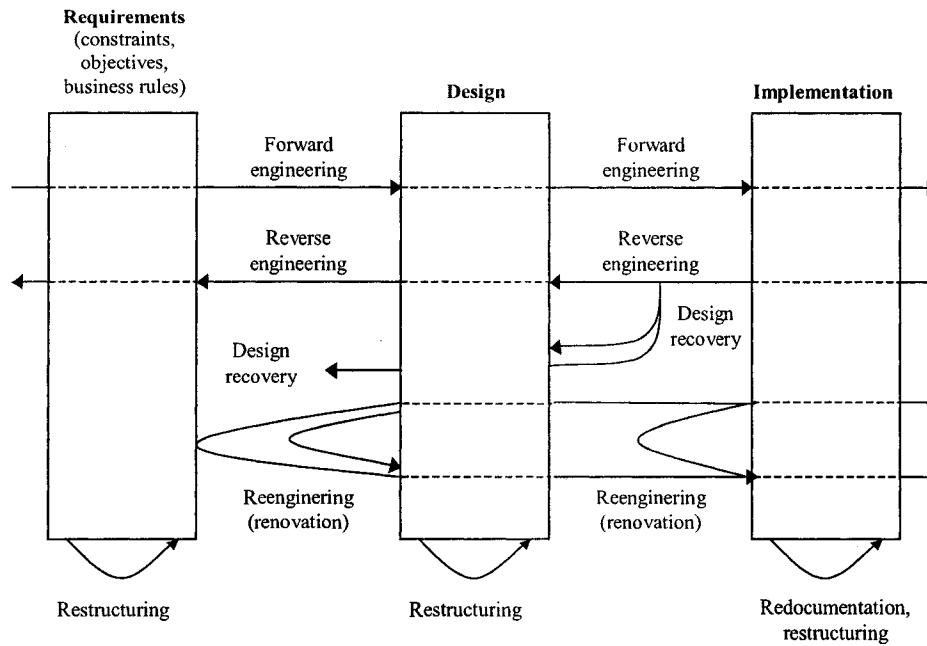 Requirements
(constraints,
objectives,
business rules)
Design
Implementation
Forward
engineering
Forward
engineering
Reverse
engineering
Reverse
engineering
Design
recovery
Design
recovery
Reenginering
(renovation)
Reenginering
(renovation)
Restructuring
Restructuring
Redocumentation,
restructuring